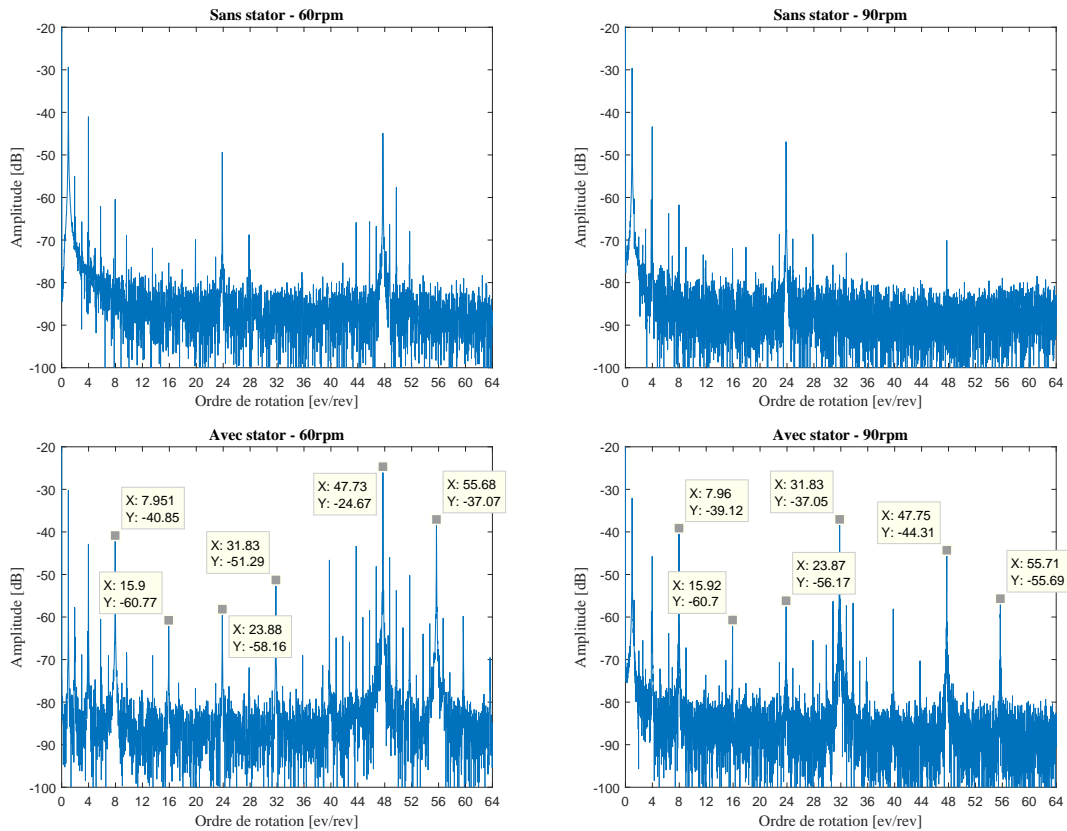 Sans stator - 60rpm
-20
-30
-40
-50
-60
-70
-80
-90
-100
Amplitude [dB]
0 4 8 12 16 20 24 28 32 36 40 44 48 52 56 60 64
Ordre de rotation [ev/rev]
Sans stator - 90rpm
-20
-30
-40
-50
-60
-70
-80
-90
-100
Amplitude [dB]
0 4 8 12 16 20 24 28 32 36 40 44 48 52 56 60 64
Ordre de rotation [ev/rev]
Avec stator - 60rpm
-20
-30
-40
-50
-60
-70
-80
-90
-100
Amplitude [dB]
X: 7.951
Y: -40.85
X: 15.9
Y: -60.77
X: 31.83
Y: -51.29
X: 23.88
Y: -58.16
X: 47.73
Y: -24.67
X: 55.68
Y: -37.07
0 4 8 12 16 20 24 28 32 36 40 44 48 52 56 60 64
Ordre de rotation [ev/rev]
Avec stator - 90rpm
-20
-30
-40
-50
-60
-70
-80
-90
-100
Amplitude [dB]
X: 7.96
Y: -39.12
X: 15.92
Y: -60.7
X: 31.83
Y: -37.05
X: 23.87
Y: -56.17
X: 47.75
Y: -44.31
X: 55.71
Y: -55.69
0 4 8 12 16 20 24 28 32 36 40 44 48 52 56 60 64
Ordre de rotation [ev/rev]